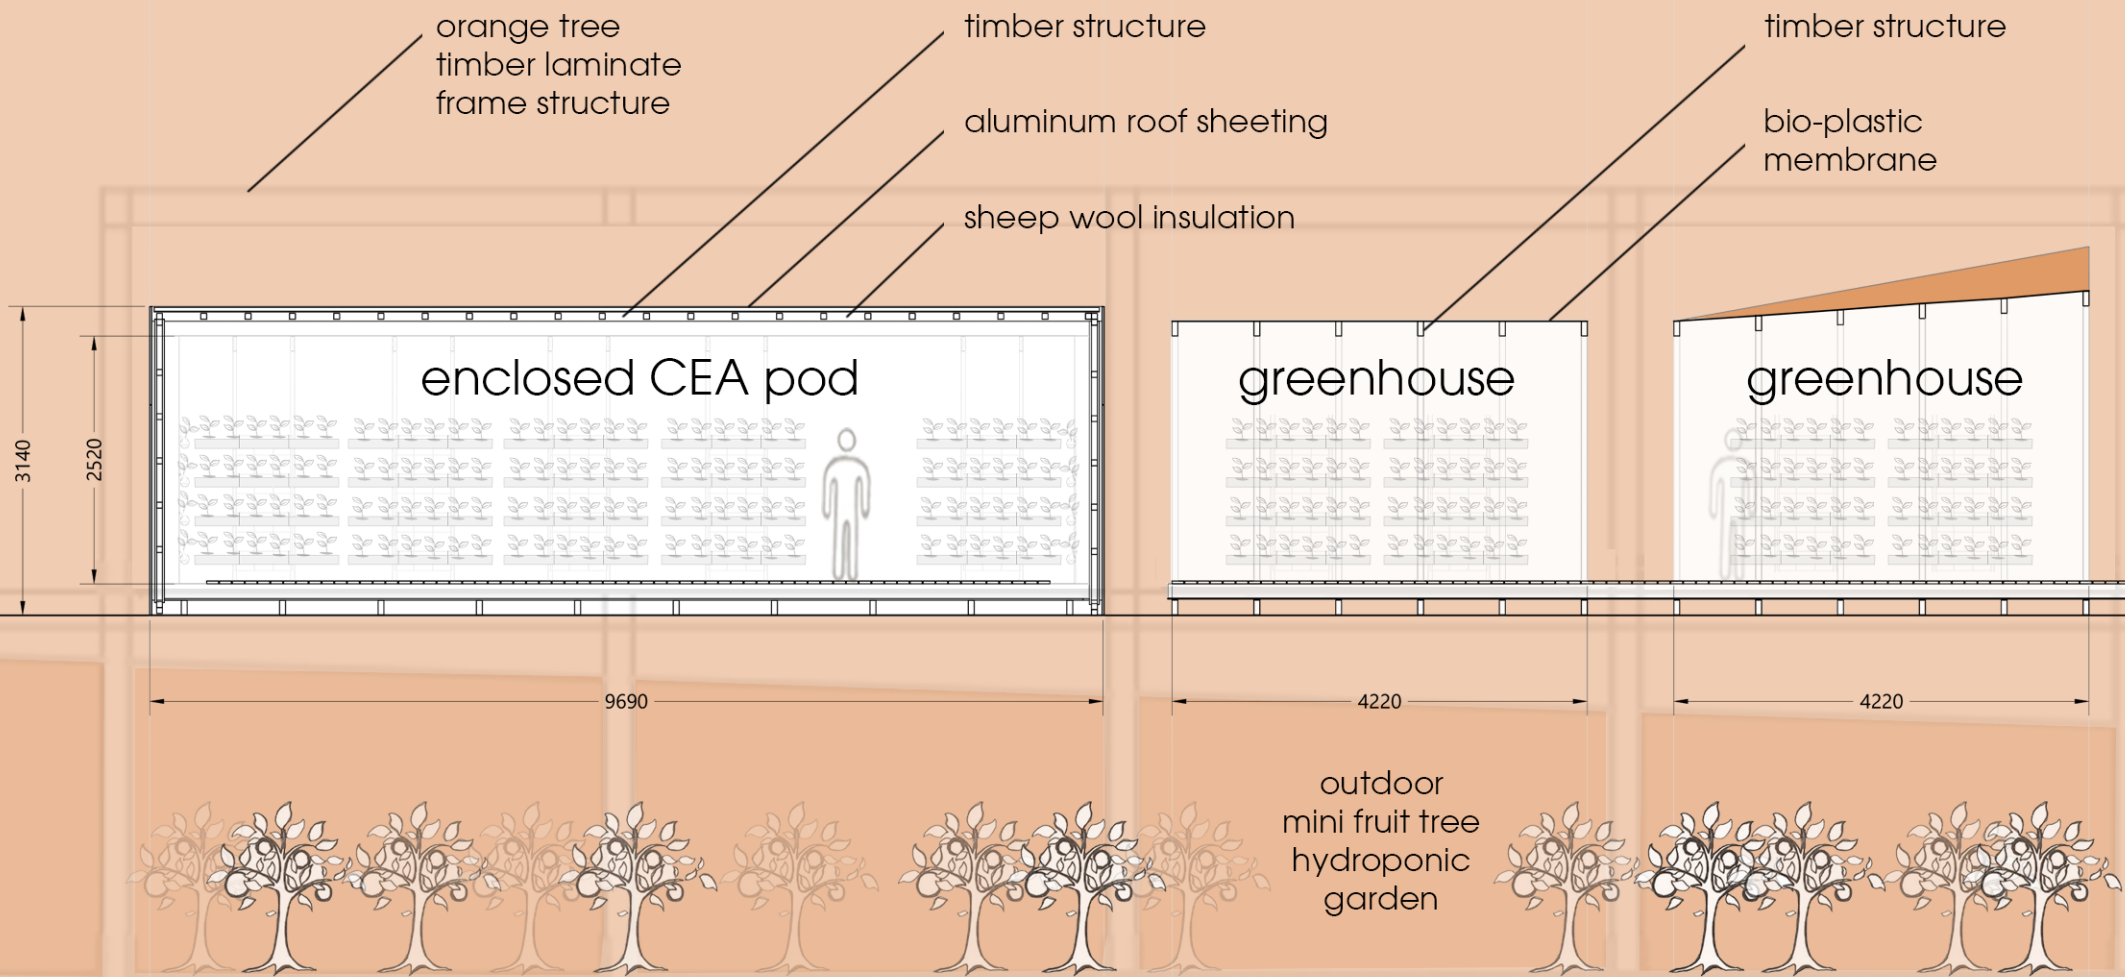 orange tree
timber laminate
frame structure
timber structure
aluminum roof sheeting
sheep wool insulation
timber structure
bio-plastic
membrane
enclosed CEA pod
greenhouse
greenhouse
3140
2520
9690
4220
4220
outdoor
mini fruit tree
hydroponic
garden